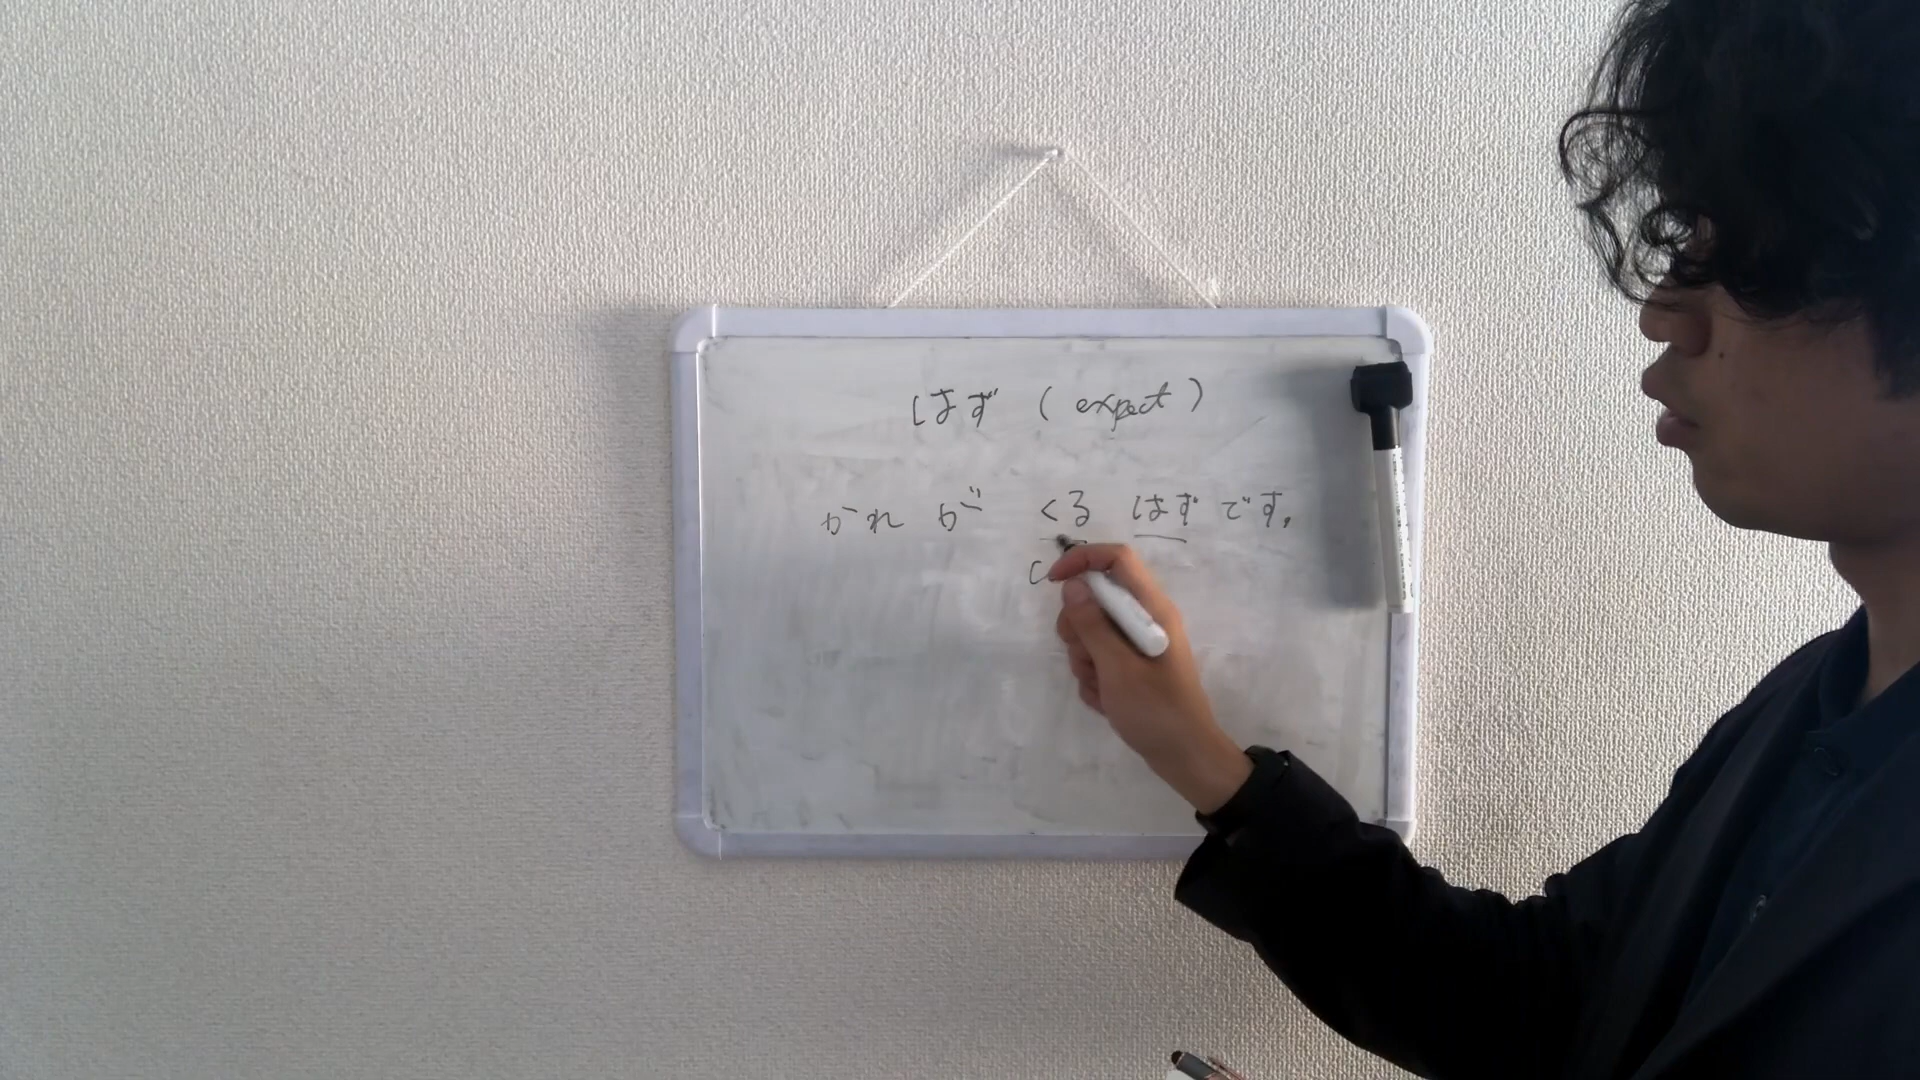 はず ( expect )
かれ が くる はず です。